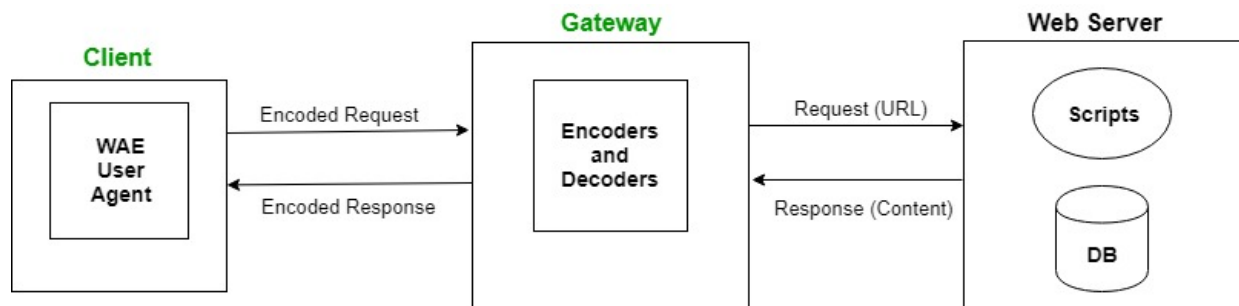 Client
WAE
User
Agent
Encoded Request
Encoded Response
Gateway
Encoders
and
Decoders
Request (URL)
Response (Content)
Web Server
Scripts
DB